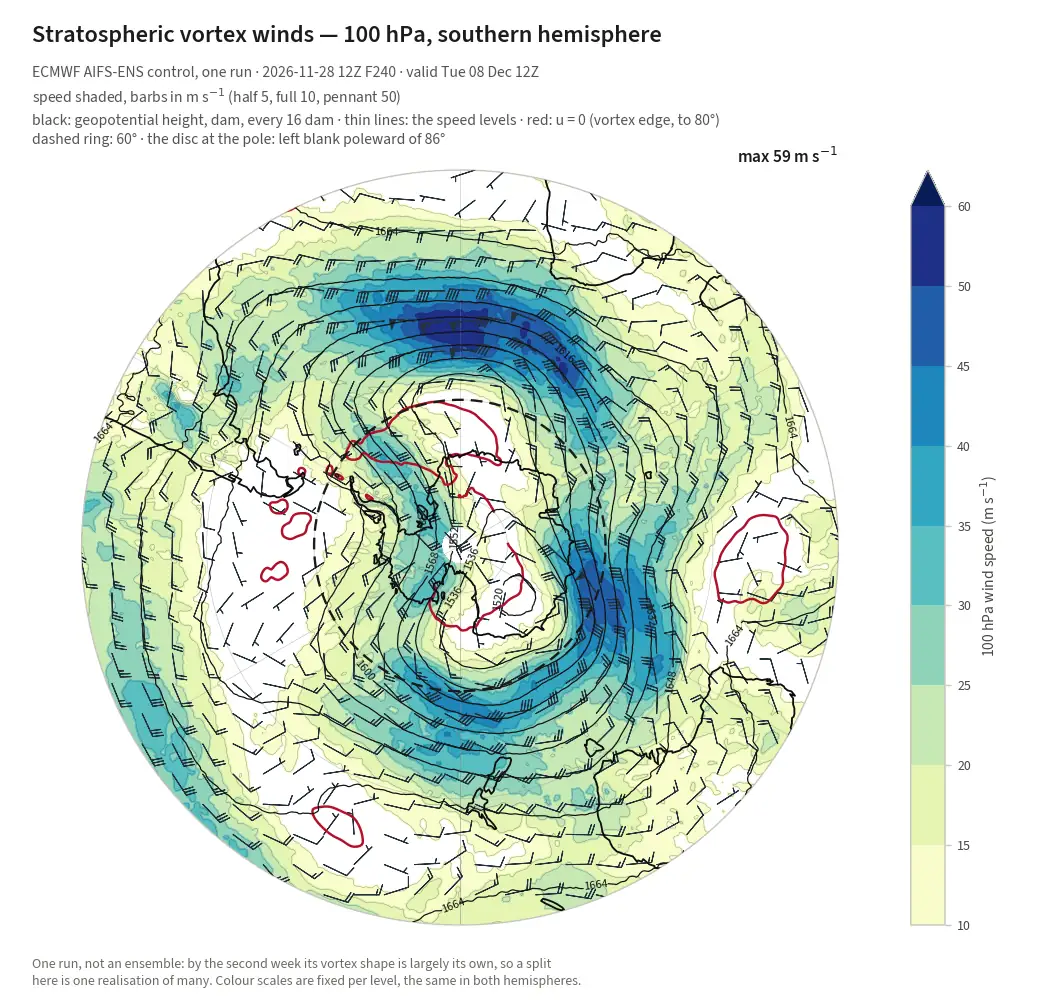 Stratospheric vortex winds — 100 hPa, southern hemisphere
ECMWF AIFS-ENS control, one run · 2026-11-28 12Z F240 · valid Tue 08 Dec 12Z
speed shaded, barbs in m s⁻¹ (half 5, full 10, pennant 50)
black: geopotential height, dam, every 16 dam · thin lines: the speed levels · red: u = 0 (vortex edge, to 80°)
dashed ring: 60° · the disc at the pole: left blank poleward of 86°
max 59 m s⁻¹
1664
1616
1664
1664
1552
1536
1568
1536
1520
1664
1600
1648
1664
1664
60
50
45
40
35
30
25
20
15
10
100 hPa wind speed (m s⁻¹)
One run, not an ensemble: by the second week its vortex shape is largely its own, so a split
here is one realisation of many. Colour scales are fixed per level, the same in both hemispheres.